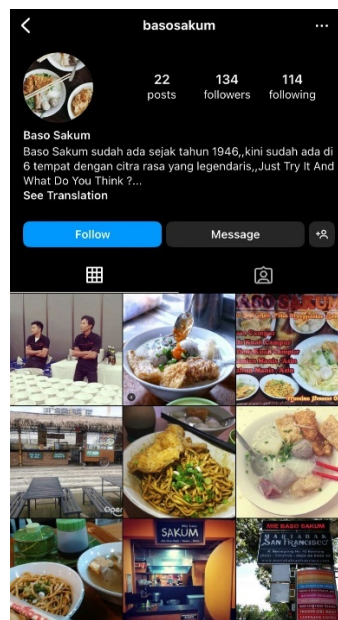 basosakum
22 134 114
posts followers following
Baso Sakum
Baso Sakum sudah ada sejak tahun 1946,,kini sudah ada di
6 tempat dengan citra rasa yang legendaris,,Just Try It And
What Do You Think ?...
See Translation
Follow Message
SAKUM
MIE BASO SAKUM
MARTABAK
SAN FRANCISCO